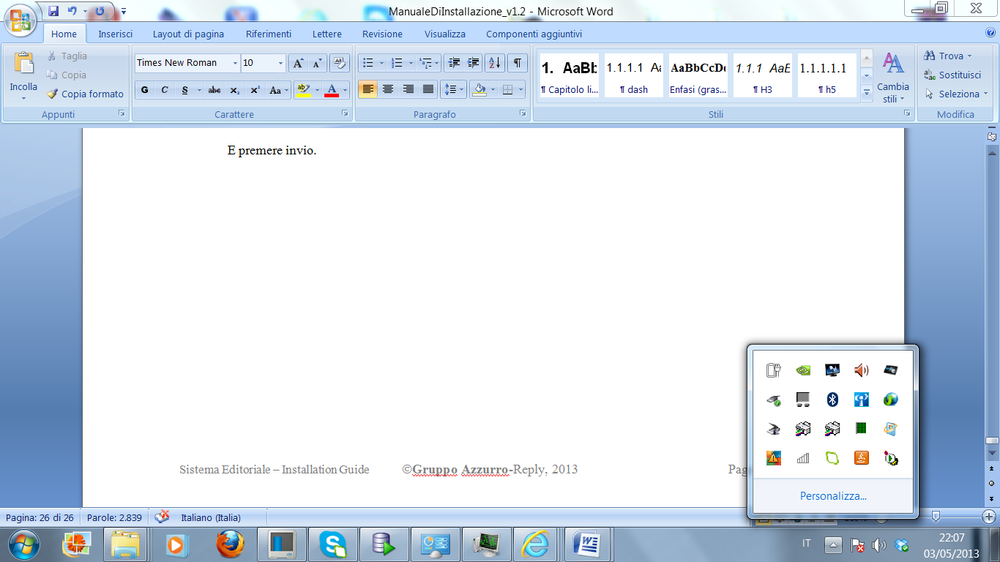 ManualeDiInstallazione_v1.2 - Microsoft Word
Home Inserisci Layout di pagina Riferimenti Lettere Revisione Visualizza Componenti aggiuntivi
Incolla
Taglia
Copia
Copia formato
Appunti
Times New Roman 10
G C S abc x₂ x² Aa
Carattere
Paragrafo
1. AaBb 1.1.1.1 Aa AaBbCcDd 1.1.1 AaE 1.1.1.1.1
¶ Capitolo li... ¶ dash Enfasi (gras... ¶ H3 ¶ h5
Cambia
stili
Stili
Trova
Sostituisci
Seleziona
Modifica
E premere invio.
Sistema Editoriale – Installation Guide ©Gruppo Azzurro-Reply, 2013 Pag
Personalizza...
Pagina: 26 di 26 Parole: 2.839 Italiano (Italia)
IT
22:07
03/05/2013